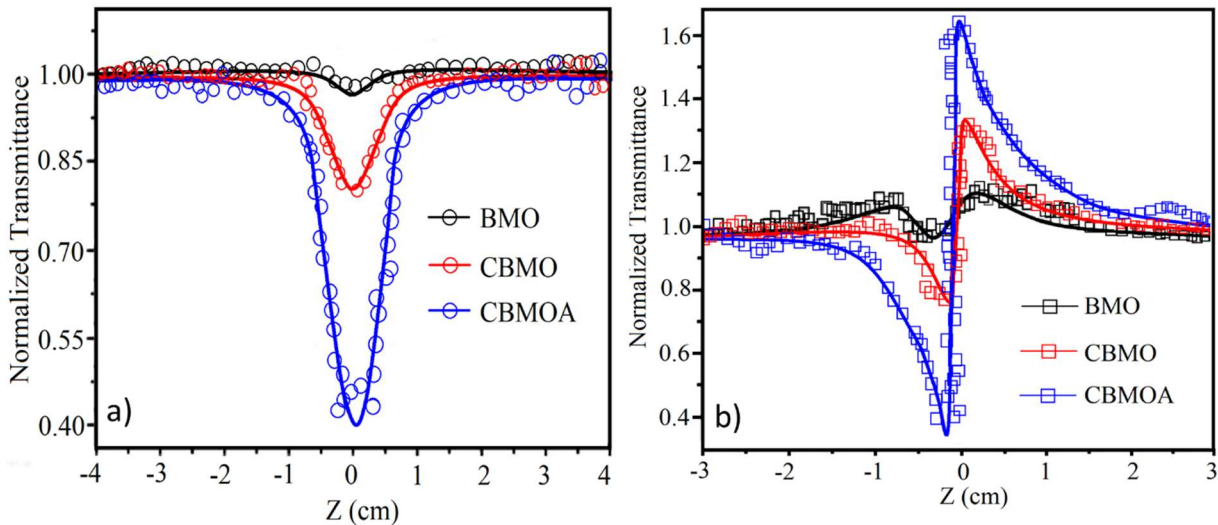 Normalized Transmittance
1.00
0.85
0.70
0.55
0.40
BMO
CBMO
CBMOA
a)
-4 -3 -2 -1 0 1 2 3 4
Z (cm)
Normalized Transmittance
1.6
1.4
1.2
1.0
0.8
0.6
0.4
BMO
CBMO
CBMOA
b)
-3 -2 -1 0 1 2 3
Z (cm)